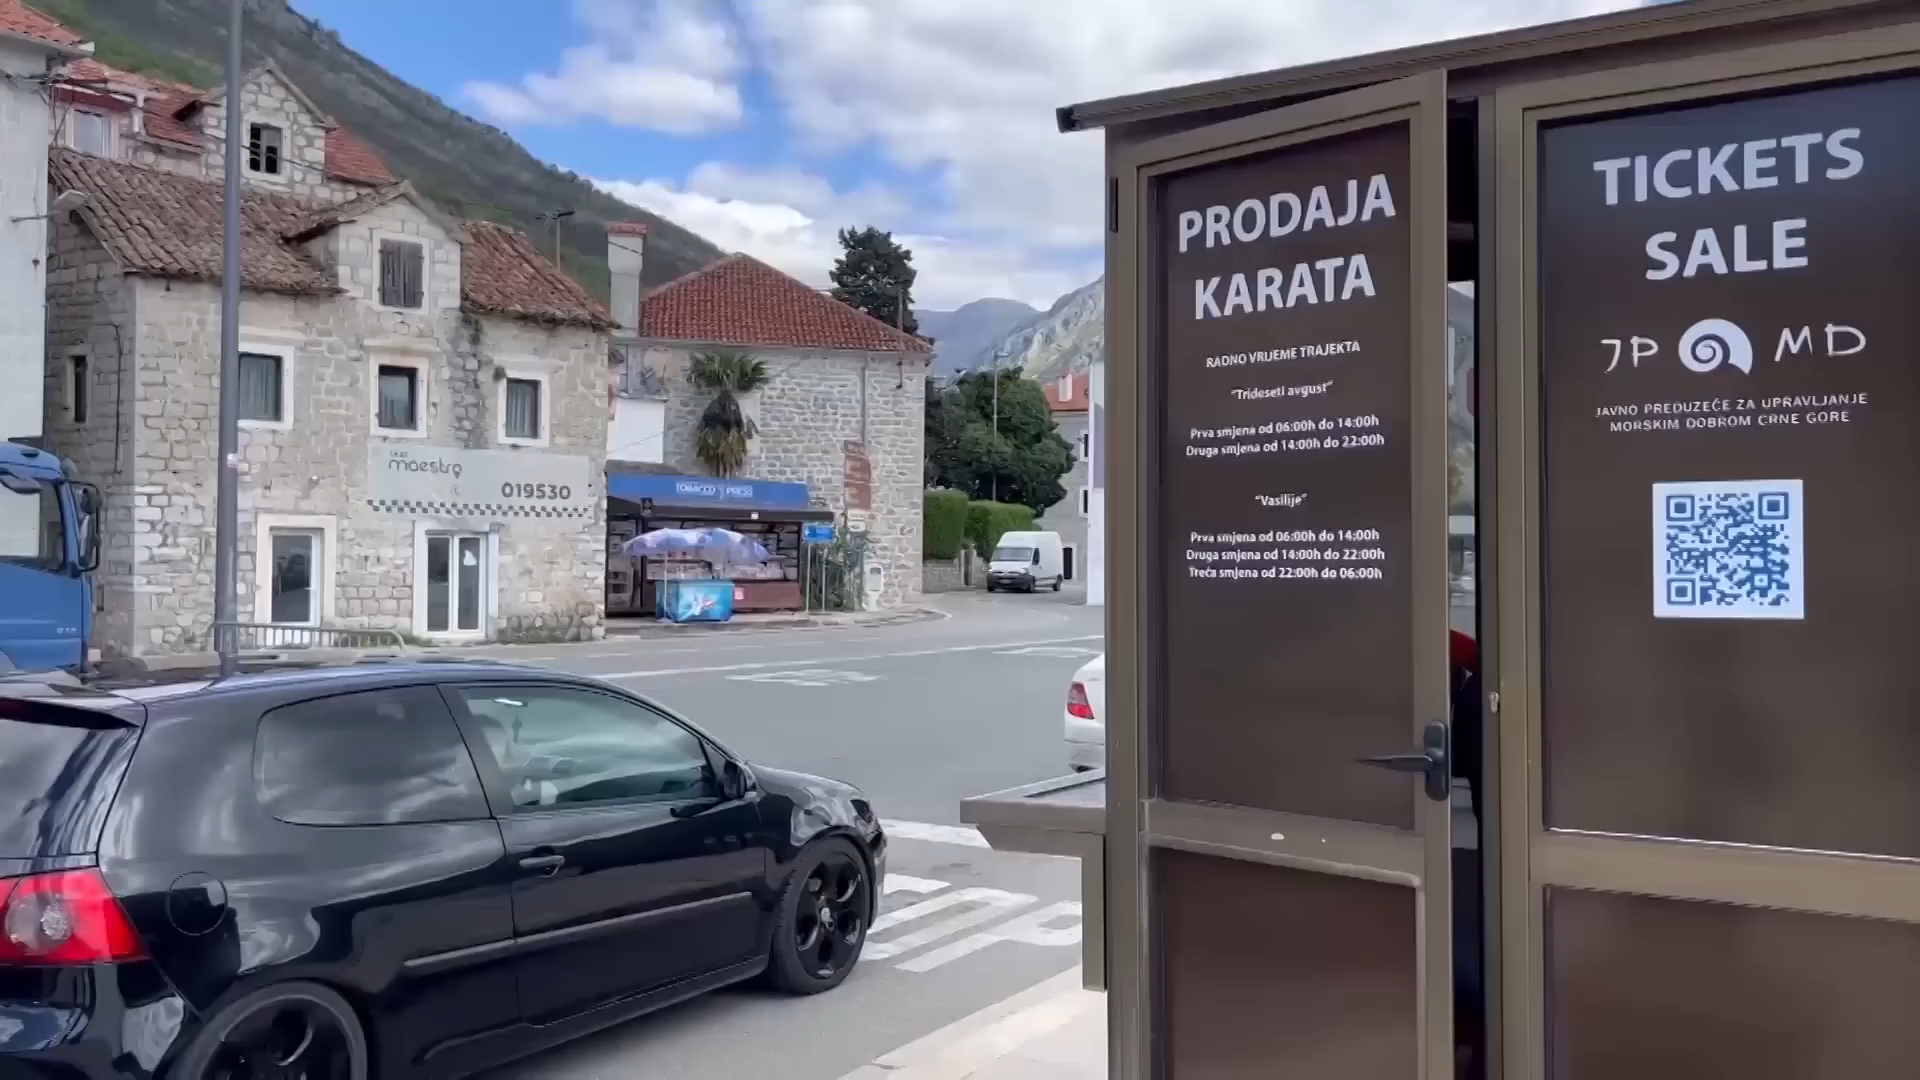 maestro
019530
TOBACCO PRESS
PRODAJA
KARATA
RADNO VRIJEME TRAJEKTA
"Trideseti avgust"
Prva smjena od 06:00h do 14:00h
Druga smjena od 14:00h do 22:00h
"Vasilije"
Prva smjena od 06:00h do 14:00h
Druga smjena od 14:00h do 22:00h
Treća smjena od 22:00h do 06:00h
TICKETS
SALE
JP MD
JAVNO PREDUZEĆE ZA UPRAVLJANJE
MORSKIM DOBROM CRNE GORE